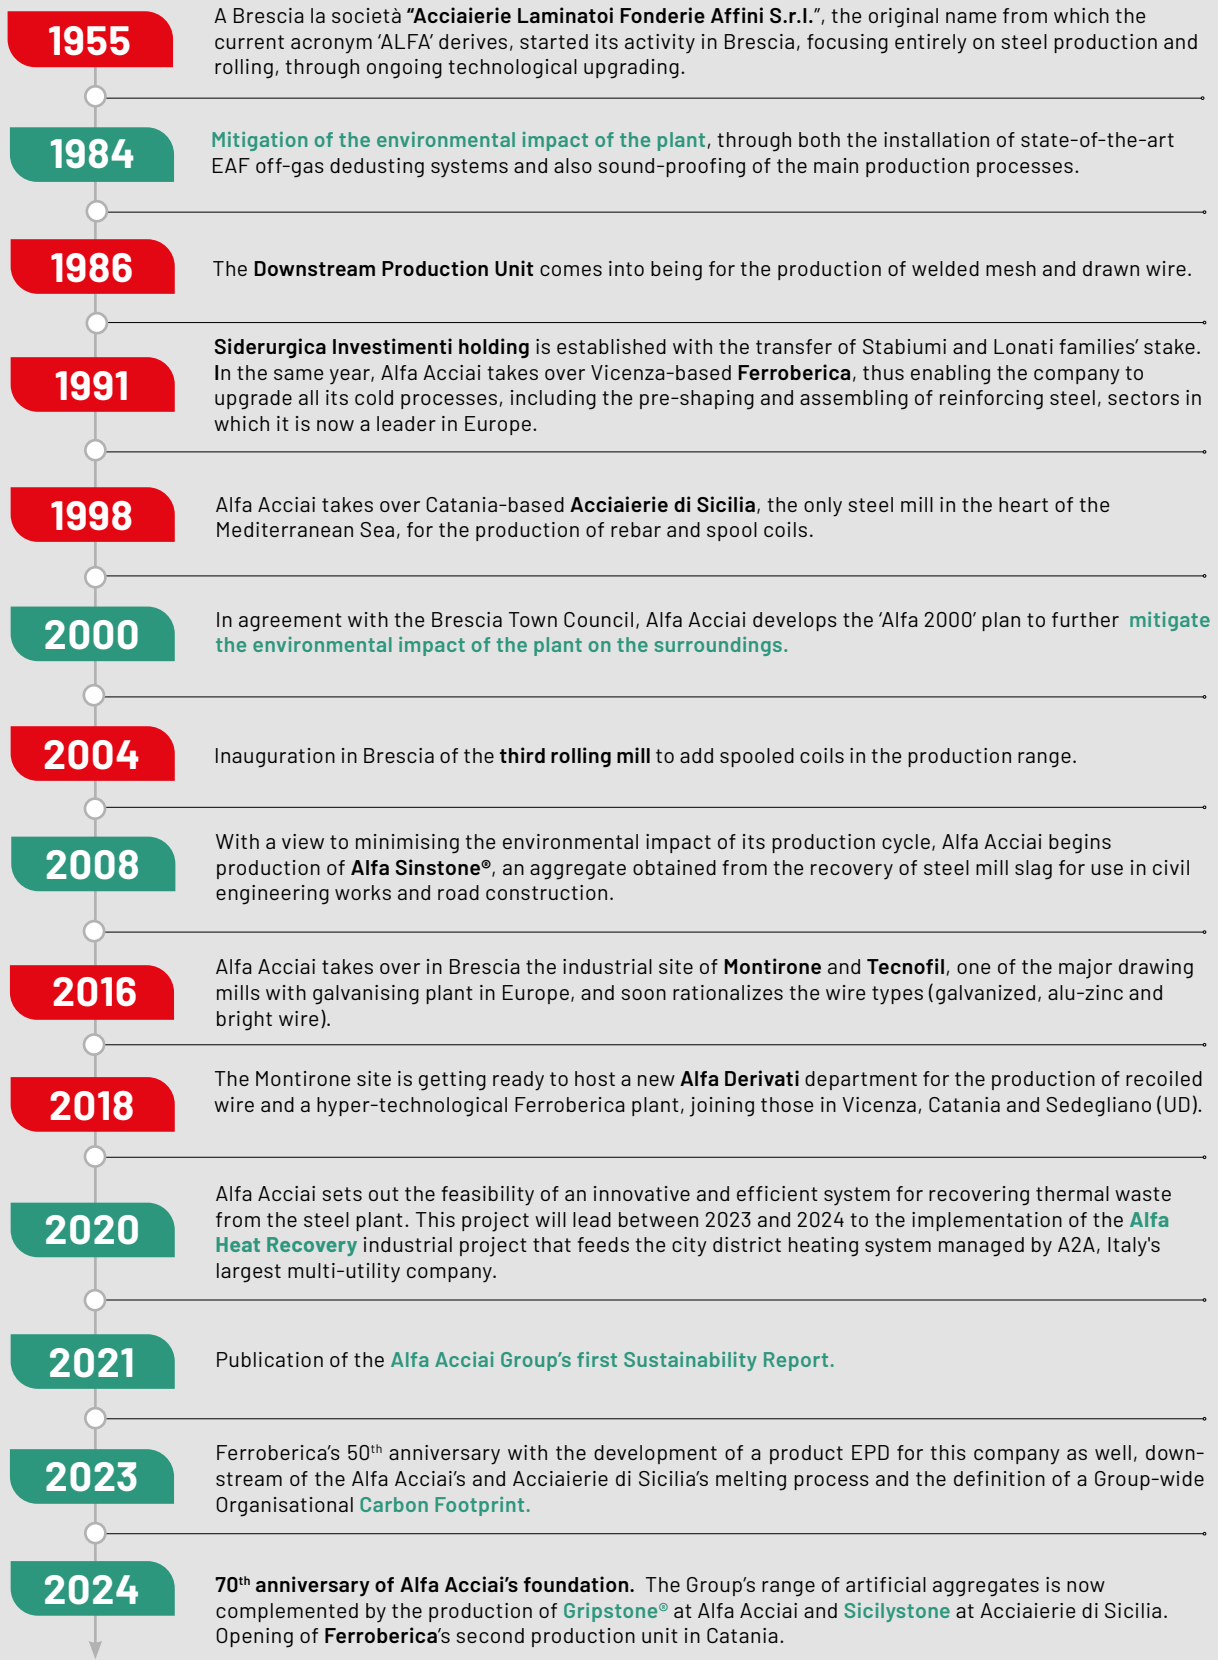 1955
A Brescia la società “Acciaierie Laminatoi Fonderie Affini S.r.l.”, the original name from which the
current acronym ‘ALFA’ derives, started its activity in Brescia, focusing entirely on steel production and
rolling, through ongoing technological upgrading.
1984
Mitigation of the environmental impact of the plant, through both the installation of state-of-the-art
EAF off-gas dedusting systems and also sound-proofing of the main production processes.
1986
The Downstream Production Unit comes into being for the production of welded mesh and drawn wire.
1991
Siderurgica Investimenti holding is established with the transfer of Stabiumi and Lonati families’ stake.
In the same year, Alfa Acciai takes over Vicenza-based Ferroberica, thus enabling the company to
upgrade all its cold processes, including the pre-shaping and assembling of reinforcing steel, sectors in
which it is now a leader in Europe.
1998
Alfa Acciai takes over Catania-based Acciaierie di Sicilia, the only steel mill in the heart of the
Mediterranean Sea, for the production of rebar and spool coils.
2000
In agreement with the Brescia Town Council, Alfa Acciai develops the ‘Alfa 2000’ plan to further mitigate
the environmental impact of the plant on the surroundings.
2004
Inauguration in Brescia of the third rolling mill to add spooled coils in the production range.
2008
With a view to minimising the environmental impact of its production cycle, Alfa Acciai begins
production of Alfa Sinstone®, an aggregate obtained from the recovery of steel mill slag for use in civil
engineering works and road construction.
2016
Alfa Acciai takes over in Brescia the industrial site of Montirone and Tecnofil, one of the major drawing
mills with galvanising plant in Europe, and soon rationalizes the wire types (galvanized, alu-zinc and
bright wire).
2018
The Montirone site is getting ready to host a new Alfa Derivati department for the production of recoiled
wire and a hyper-technological Ferroberica plant, joining those in Vicenza, Catania and Sedegliano (UD).
2020
Alfa Acciai sets out the feasibility of an innovative and efficient system for recovering thermal waste
from the steel plant. This project will lead between 2023 and 2024 to the implementation of the Alfa
Heat Recovery industrial project that feeds the city district heating system managed by A2A, Italy's
largest multi-utility company.
2021
Publication of the Alfa Acciai Group’s first Sustainability Report.
2023
Ferroberica’s 50th anniversary with the development of a product EPD for this company as well, down-
stream of the Alfa Acciai’s and Acciaierie di Sicilia’s melting process and the definition of a Group-wide
Organisational Carbon Footprint.
2024
70th anniversary of Alfa Acciai’s foundation. The Group’s range of artificial aggregates is now
complemented by the production of Gripstone® at Alfa Acciai and Sicilystone at Acciaierie di Sicilia.
Opening of Ferroberica’s second production unit in Catania.